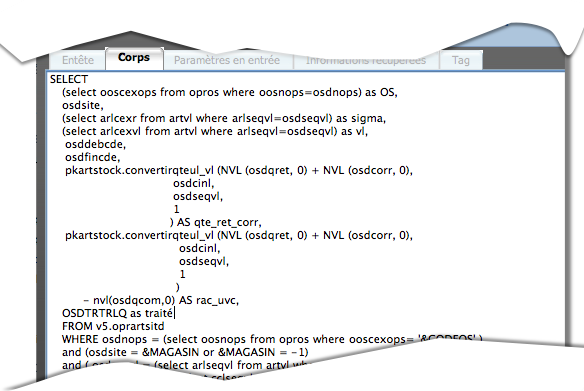 Entête Corps Paramètres en entrée Informations récupérées Tag
SELECT
(select ooscexops from opros where oosnops=osdnops) as OS,
osdsite,
(select arlcexr from artvl where arlseqvl=osdseqvl) as sigma,
(select arlcexvl from artvl where arlseqvl=osdseqvl) as vl,
osddebcde,
osdfincde,
pkartstock.convertirqteul_vl (NVL (osdqret, 0) + NVL (osdcorr, 0),
osdcinl,
osdseqvl,
1
) AS qte_ret_corr,
pkartstock.convertirqteul_vl (NVL (osdqret, 0) + NVL (osdcorr, 0),
osdcinl,
osdseqvl,
1
)
- nvl(osdqcom,0) AS rac_uvc,
OSDTRTRLQ as traité
FROM v5.oprartsitd
WHERE osdnops = (select oosnops from opros where ooscexops= '&CODEOS' )
and (osdsite = &MAGASIN or &MAGASIN = -1)
and ( (select arlseqvl from artvl